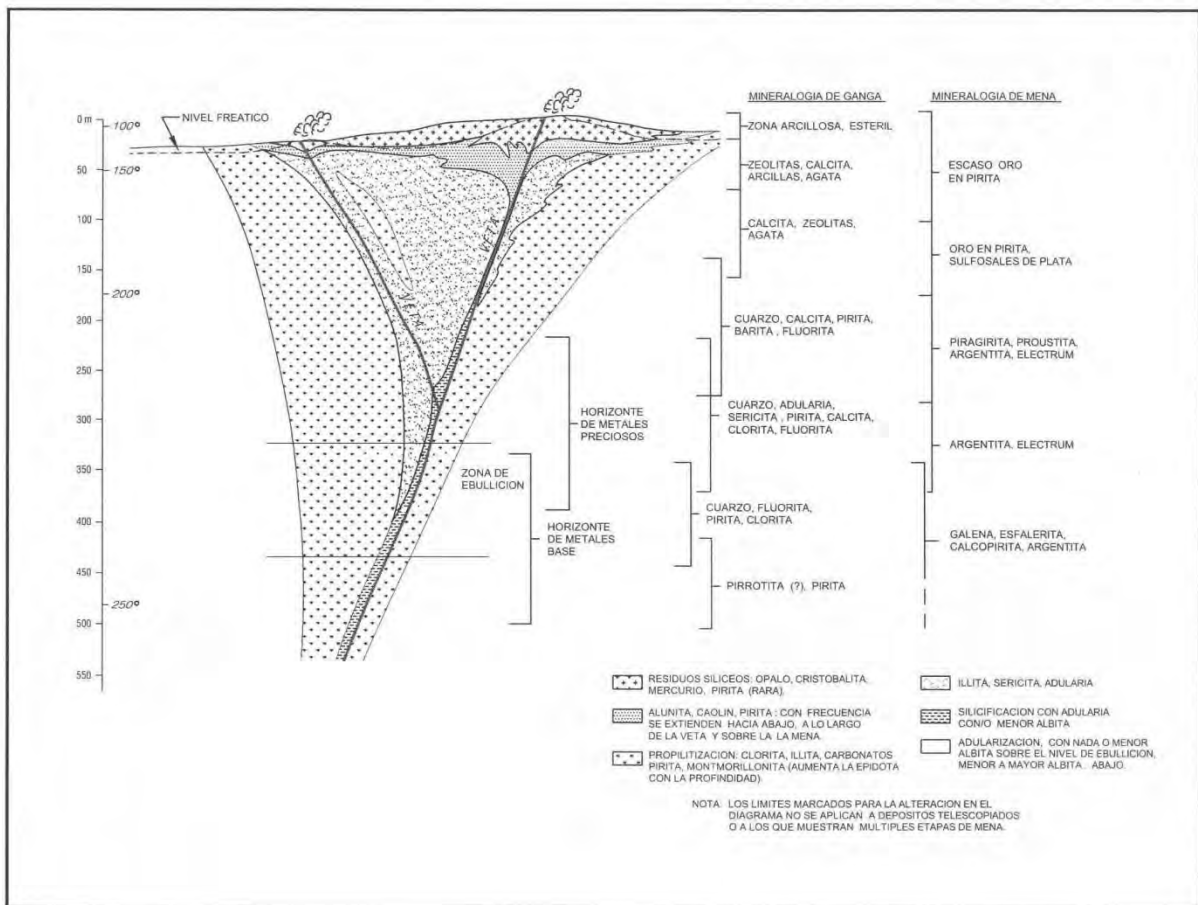 MINERALOGIA DE GANGA
MINERALOGIA DE MENA
0 m
100°
NIVEL FREATICO
50
150°
100
150
200°
200
250
300
350
400
450
250°
500
550
VETA
VETA
ZONA ARCILLOSA, ESTERIL
ZEOLITAS, CALCITA,
ARCILLAS, AGATA
CALCITA, ZEOLITAS,
AGATA
CUARZO, CALCITA, PIRITA,
BARITA , FLUORITA
CUARZO, ADULARIA,
SERICITA , PIRITA, CALCITA,
CLORITA, FLUORITA
CUARZO, FLUORITA,
PIRITA, CLORITA
PIRROTITA (?), PIRITA
ESCASO ORO
EN PIRITA
ORO EN PIRITA,
SULFOSALES DE PLATA
PIRAGIRITA, PROUSTITA,
ARGENTITA, ELECTRUM
ARGENTITA, ELECTRUM
GALENA, ESFALERITA,
CALCOPIRITA, ARGENTITA
HORIZONTE
DE METALES
PRECIOSOS
ZONA DE
EBULLICION
HORIZONTE
DE METALES
BASE
RESIDUOS SILICEOS: OPALO, CRISTOBALITA
MERCURIO, PIRITA (RARA).
ALUNITA, CAOLIN, PIRITA : CON FRECUENCIA
SE EXTIENDEN HACIA ABAJO, A LO LARGO
DE LA VETA Y SOBRE LA LA MENA.
PROPILITIZACION: CLORITA, ILLITA, CARBONATOS
PIRITA, MONTMORILLONITA (AUMENTA LA EPIDOTA
CON LA PROFINDIDAD)
ILLITA, SERICITA, ADULARIA
SILICIFICACION CON ADULARIA
CON/O MENOR ALBITA
ADULARIZACION, CON NADA O MENOR
ALBITA SOBRE EL NIVEL DE EBULLICION,
MENOR A MAYOR ALBITA ABAJO.
NOTA: LOS LIMITES MARCADOS PARA LA ALTERACION EN EL
DIAGRAMA NO SE APLICAN A DEPOSITOS TELESCOPIADOS
O A LOS QUE MUESTRAN MULTIPLES ETAPAS DE MENA.